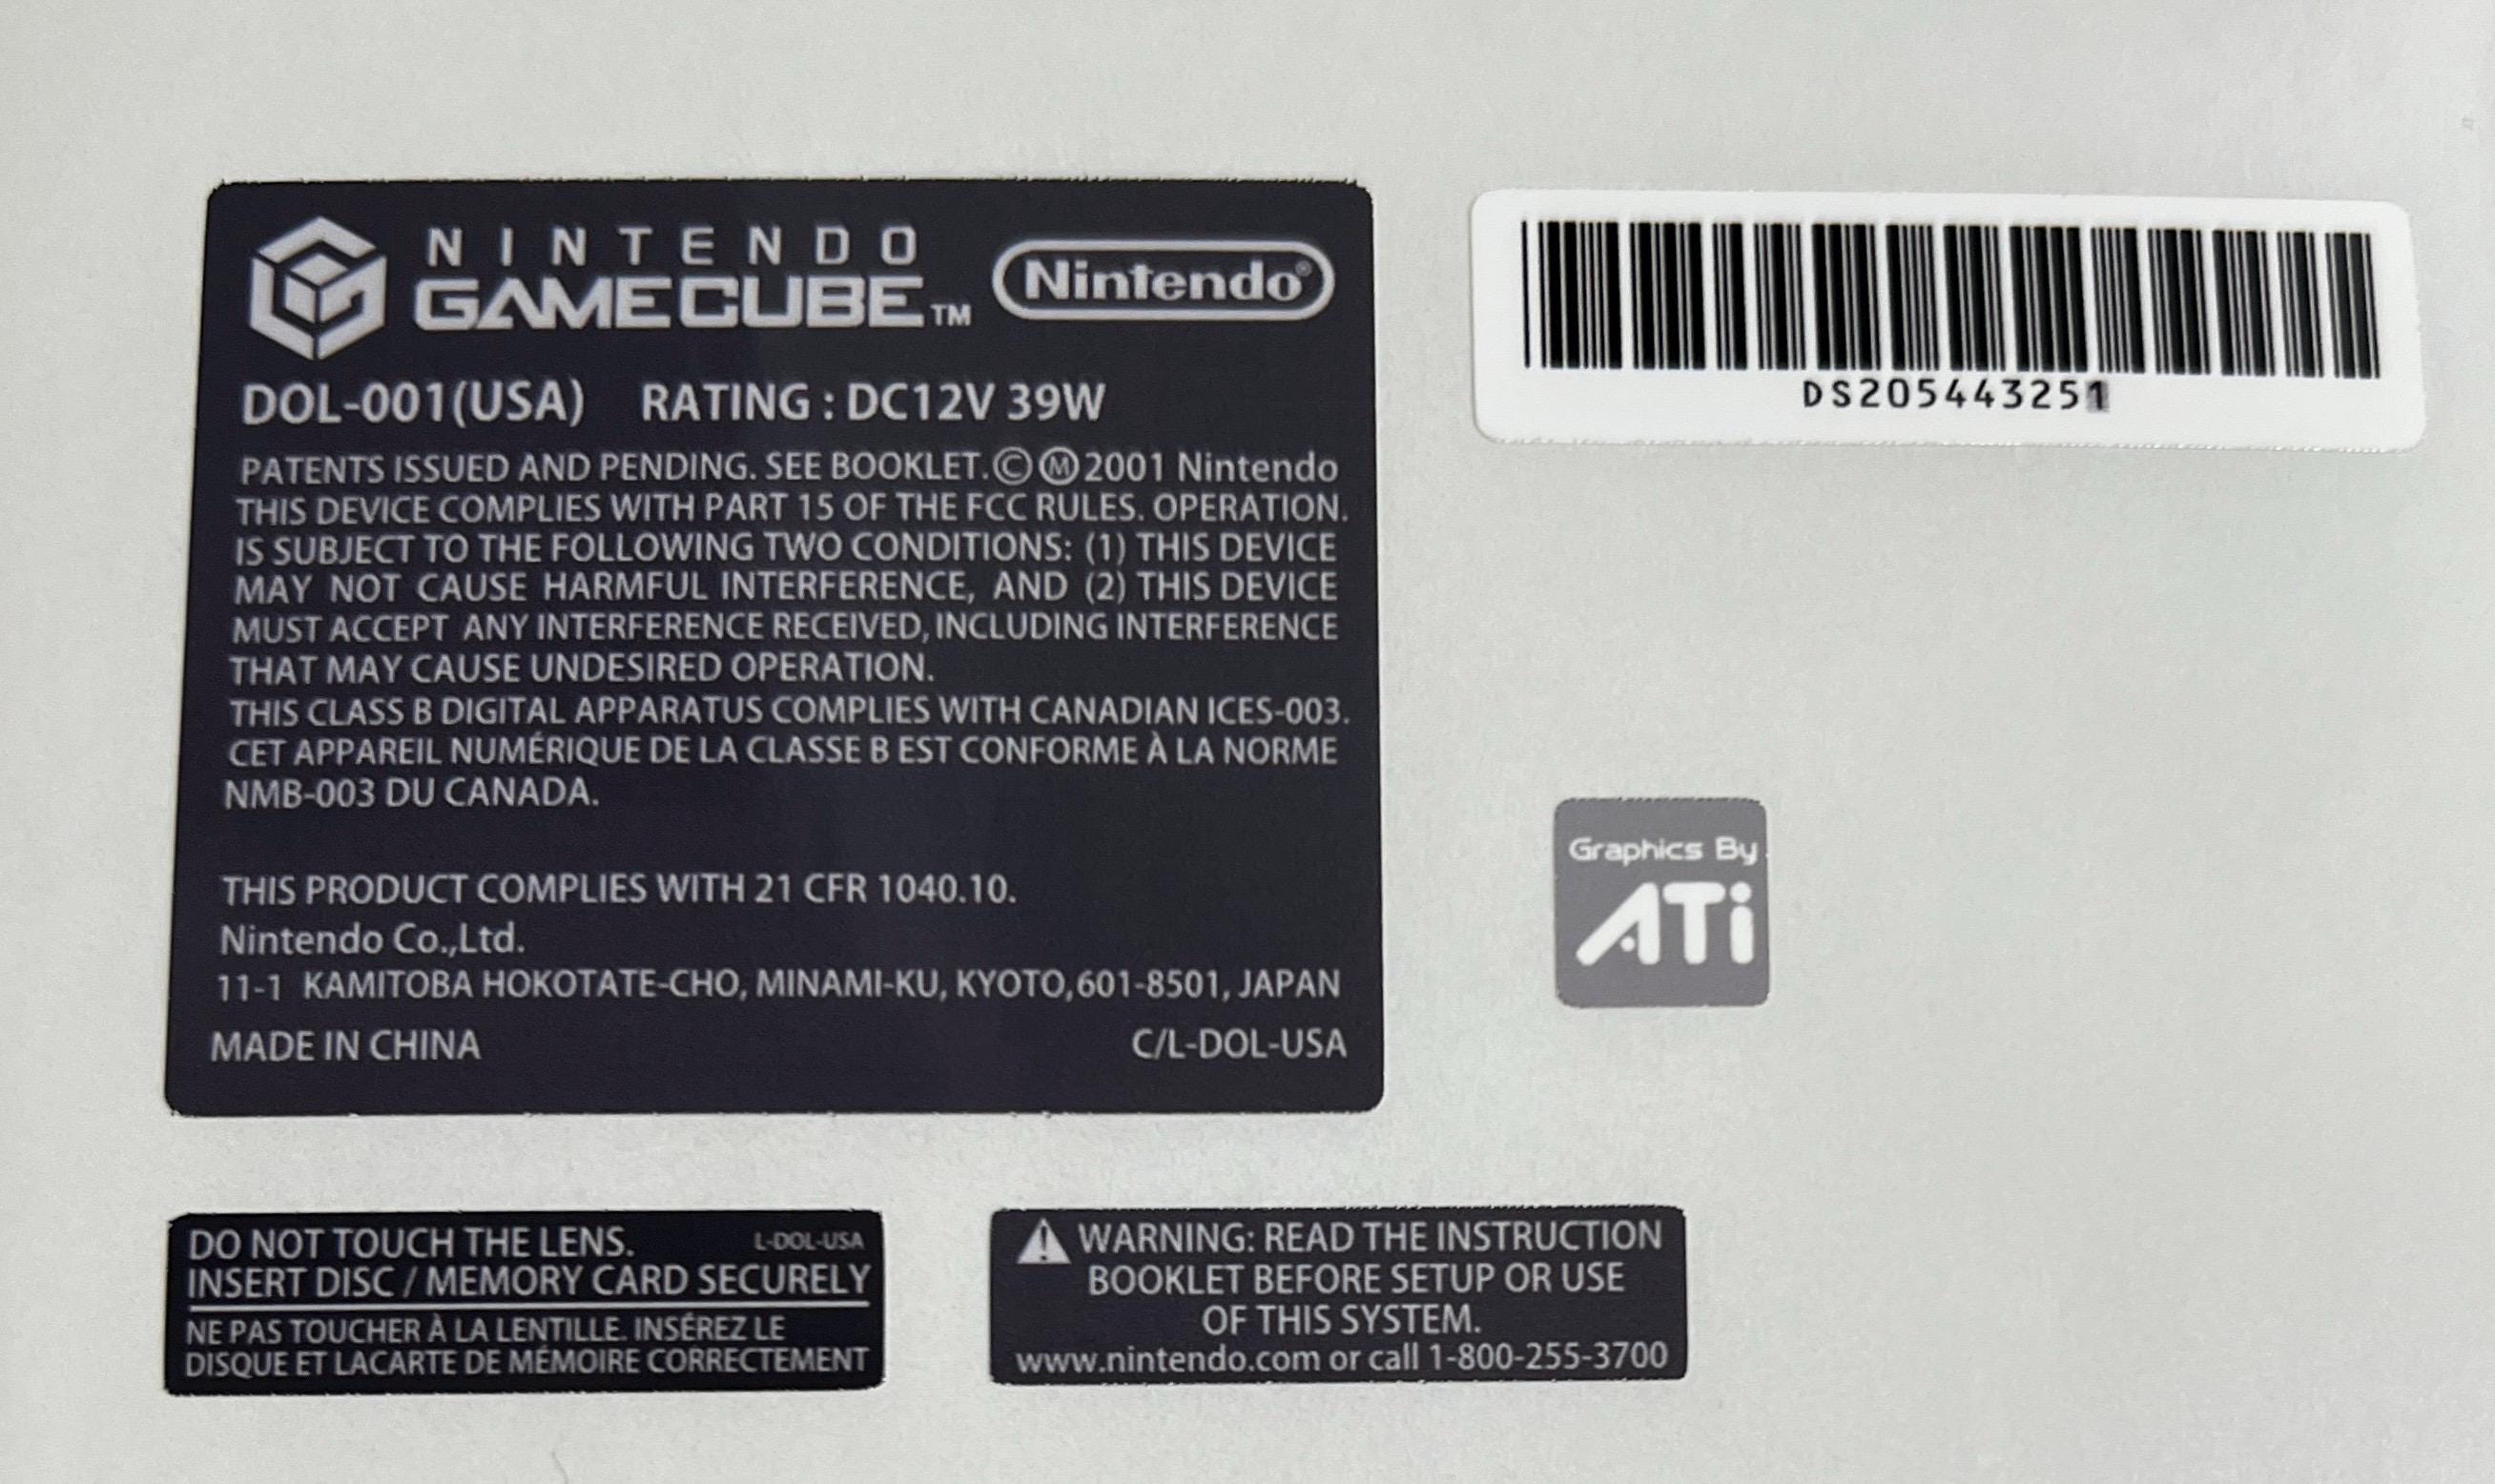 NINTENDO
GAMECUBE™ Nintendo®
DOL-001(USA) RATING : DC12V 39W
PATENTS ISSUED AND PENDING. SEE BOOKLET.©Ⓜ2001 Nintendo
THIS DEVICE COMPLIES WITH PART 15 OF THE FCC RULES. OPERATION.
IS SUBJECT TO THE FOLLOWING TWO CONDITIONS: (1) THIS DEVICE
MAY NOT CAUSE HARMFUL INTERFERENCE, AND (2) THIS DEVICE
MUST ACCEPT ANY INTERFERENCE RECEIVED, INCLUDING INTERFERENCE
THAT MAY CAUSE UNDESIRED OPERATION.
THIS CLASS B DIGITAL APPARATUS COMPLIES WITH CANADIAN ICES-003.
CET APPAREIL NUMÉRIQUE DE LA CLASSE B EST CONFORME À LA NORME
NMB-003 DU CANADA.
THIS PRODUCT COMPLIES WITH 21 CFR 1040.10.
Nintendo Co.,Ltd.
11-1 KAMITOBA HOKOTATE-CHO, MINAMI-KU, KYOTO,601-8501, JAPAN
MADE IN CHINA C/L-DOL-USA
DS205443251
Graphics By
ATi
DO NOT TOUCH THE LENS. L-DOL-USA
INSERT DISC / MEMORY CARD SECURELY
NE PAS TOUCHER À LA LENTILLE. INSÉREZ LE
DISQUE ET LACARTE DE MÉMOIRE CORRECTEMENT
WARNING: READ THE INSTRUCTION
BOOKLET BEFORE SETUP OR USE
OF THIS SYSTEM.
www.nintendo.com or call 1-800-255-3700